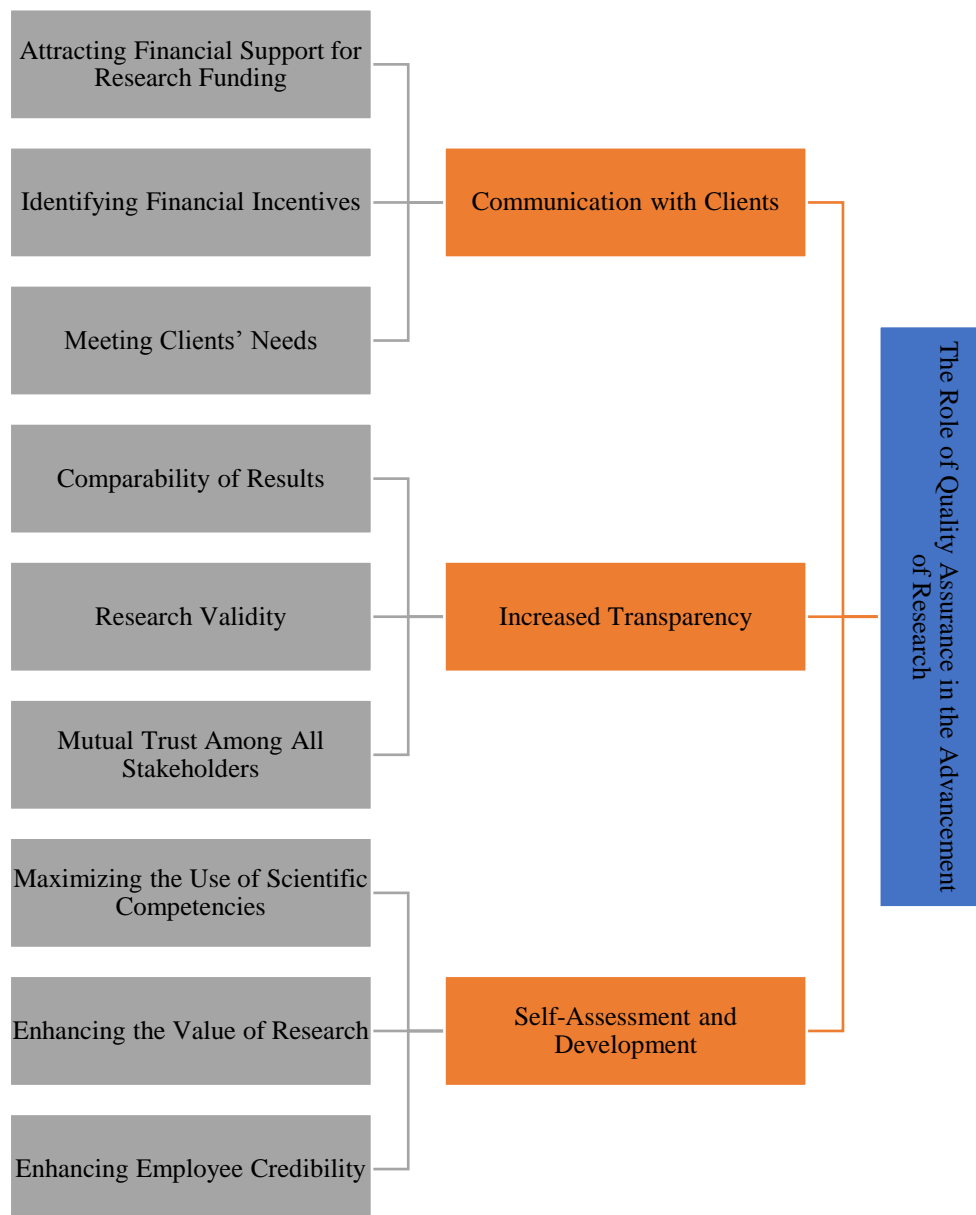 Attracting Financial Support for
Research Funding
Identifying Financial Incentives
Communication with Clients
Meeting Clients’ Needs
The Role of Quality Assurance in the Advancement
of Research
Comparability of Results
Research Validity
Increased Transparency
Mutual Trust Among All
Stakeholders
Maximizing the Use of Scientific
Competencies
Enhancing the Value of Research
Self-Assessment and
Development
Enhancing Employee Credibility